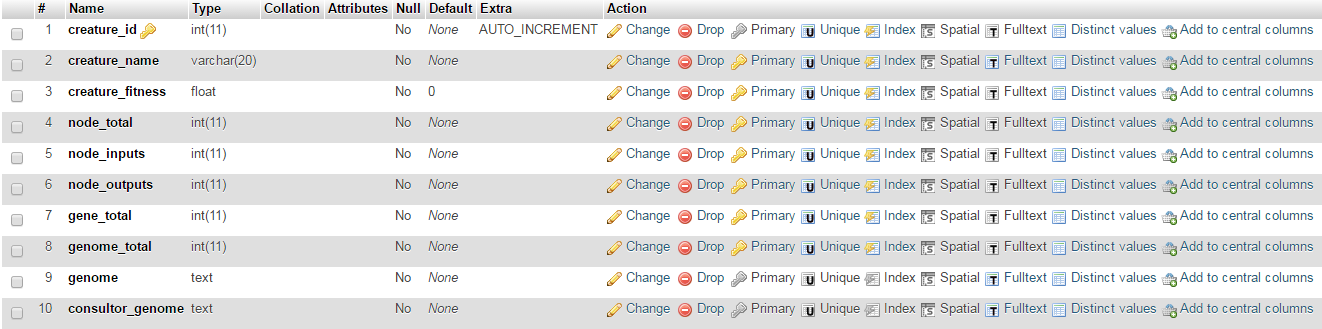 # Name Type Collation Attributes Null Default Extra Action
1 creature_id int(11) No None AUTO_INCREMENT Change Drop Primary U Unique Index S Spatial T Fulltext Distinct values Add to central columns
2 creature_name varchar(20) No None Change Drop Primary U Unique Index S Spatial T Fulltext Distinct values Add to central columns
3 creature_fitness float No 0 Change Drop Primary U Unique Index S Spatial T Fulltext Distinct values Add to central columns
4 node_total int(11) No None Change Drop Primary U Unique Index S Spatial T Fulltext Distinct values Add to central columns
5 node_inputs int(11) No None Change Drop Primary U Unique Index S Spatial T Fulltext Distinct values Add to central columns
6 node_outputs int(11) No None Change Drop Primary U Unique Index S Spatial T Fulltext Distinct values Add to central columns
7 gene_total int(11) No None Change Drop Primary U Unique Index S Spatial T Fulltext Distinct values Add to central columns
8 genome_total int(11) No None Change Drop Primary U Unique Index S Spatial T Fulltext Distinct values Add to central columns
9 genome text No None Change Drop Primary U Unique Index S Spatial T Fulltext Distinct values Add to central columns
10 consultor_genome text No None Change Drop Primary U Unique Index S Spatial T Fulltext Distinct values Add to central columns